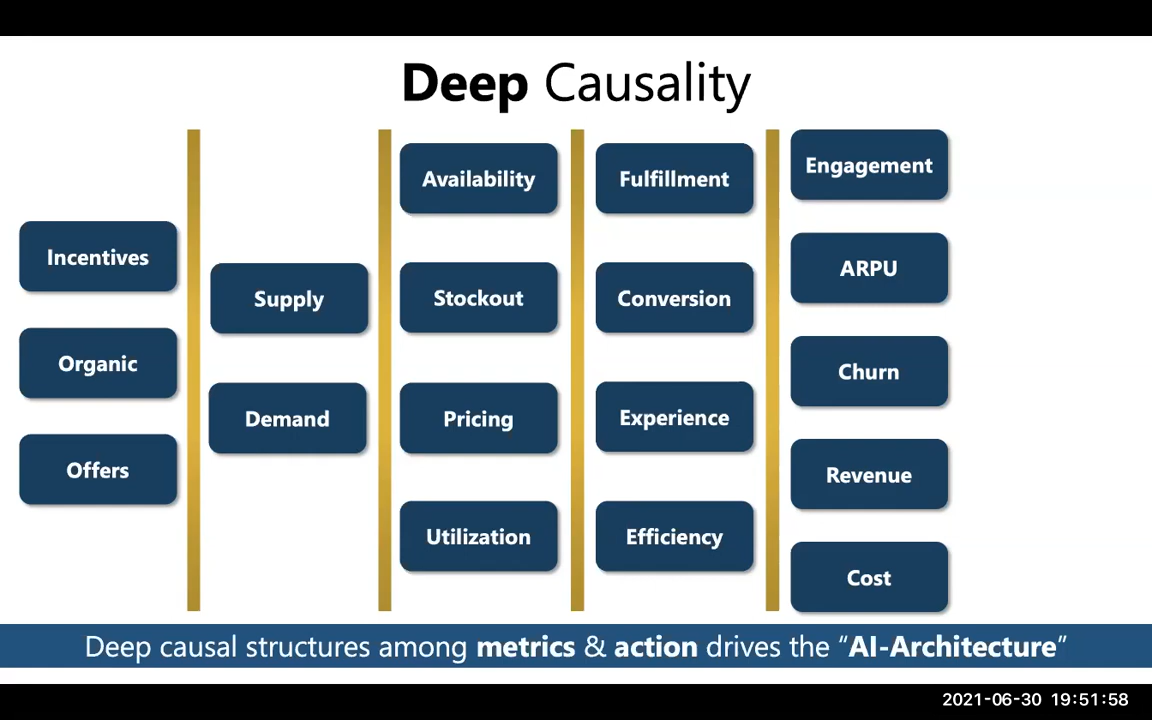 Deep Causality
Incentives
Organic
Offers
Supply
Demand
Availability
Stockout
Pricing
Utilization
Fulfillment
Conversion
Experience
Efficiency
Engagement
ARPU
Churn
Revenue
Cost
Deep causal structures among metrics & action drives the “AI-Architecture”
2021-06-30 19:51:58